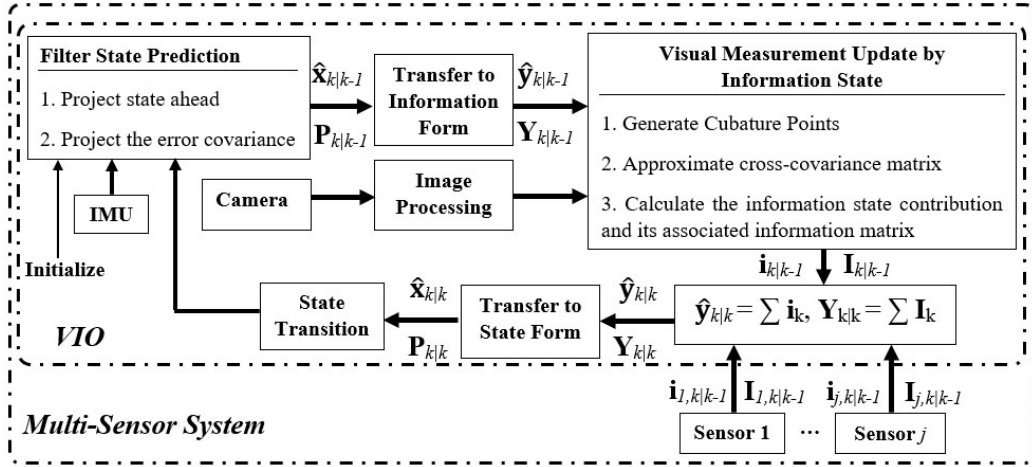 Filter State Prediction
1. Project state ahead
2. Project the error covariance
x̂k|k-1
Pk|k-1
Transfer to
Information
Form
ŷk|k-1
Yk|k-1
Visual Measurement Update by
Information State
1. Generate Cubature Points
2. Approximate cross-covariance matrix
3. Calculate the information state contribution
and its associated information matrix
IMU
Camera
Image
Processing
Initialize
ik|k-1 Ik|k-1
ŷk|k = ∑ ik, Yk|k = ∑ Ik
ŷk|k
Yk|k
Transfer to
State Form
x̂k|k
Pk|k
State
Transition
VIO
i1,k|k-1 I1,k|k-1
ij,k|k-1 Ij,k|k-1
Sensor 1 ... Sensor j
Multi-Sensor System